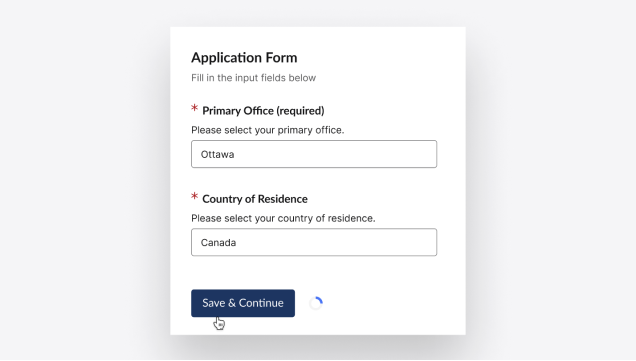 Application Form
Fill in the input fields below
* Primary Office (required)
Please select your primary office.
Ottawa
* Country of Residence
Please select your country of residence.
Canada
Save & Continue